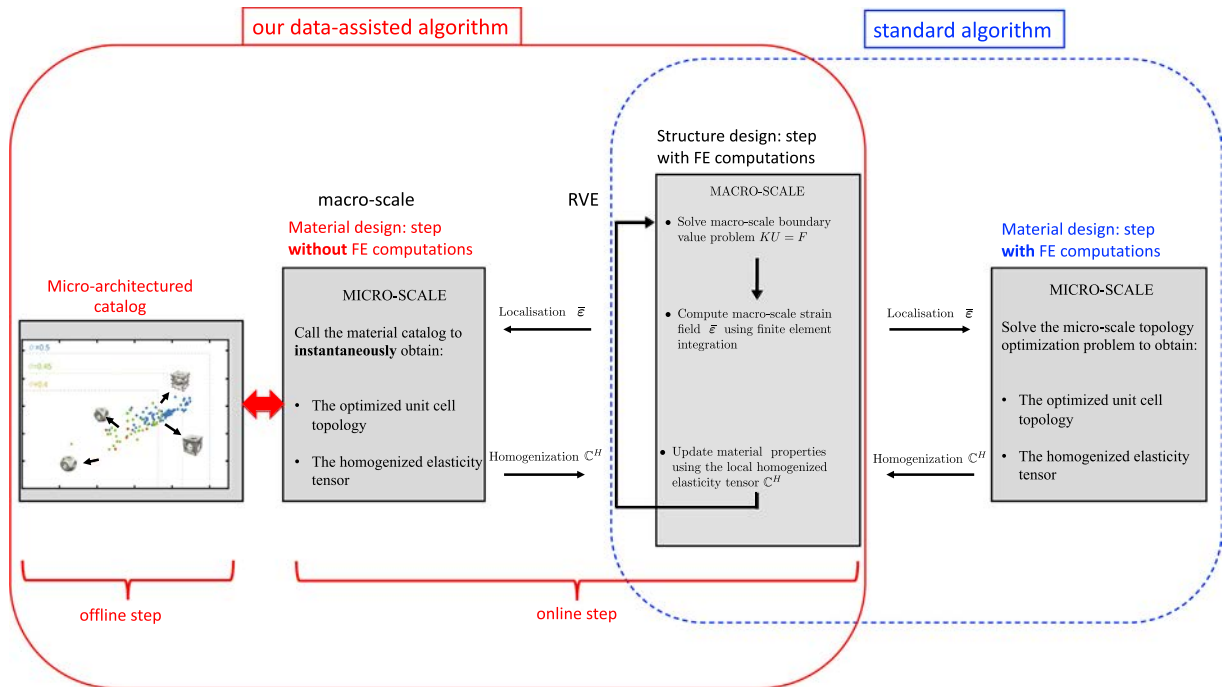 our data-assisted algorithm
standard algorithm
Structure design: step
with FE computations
macro-scale
RVE
Material design: step
without FE computations
Material design: step
with FE computations
Micro-architectured
catalog
MICRO-SCALE
Call the material catalog to
instantaneously obtain:
• The optimized unit cell
topology
• The homogenized elasticity
tensor
Localisation ε̅
Homogenization ℂ^H
MACRO-SCALE
• Solve macro-scale boundary
value problem KU = F
• Compute macro-scale strain
field ε̅ using finite element
integration
• Update material properties
using the local homogenized
elasticity tensor ℂ^H
Localisation ε̅
Homogenization ℂ^H
MICRO-SCALE
Solve the micro-scale topology
optimization problem to obtain:
• The optimized unit cell
topology
• The homogenized elasticity
tensor
offline step
online step